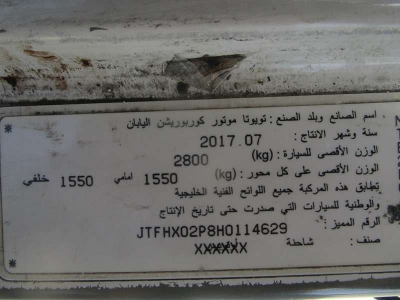 اسم الصانع وبلد الصنع : تويوتا موتور كوربوريشن اليابان
سنة وشهر الانتاج : 2017.07
الوزن الأقصى للسيارة : (kg) 2800
الوزن الأقصى على كل محور : (kg) 1550 امامي 1550 خلفي
تطابق هذه المركبة جميع اللوائح الفنية الخليجية
والوطنية للسيارات التي صدرت حتى تاريخ الإنتاج
الرقم المميز : JTFHX02P8H0114629
صنف : شاحنة